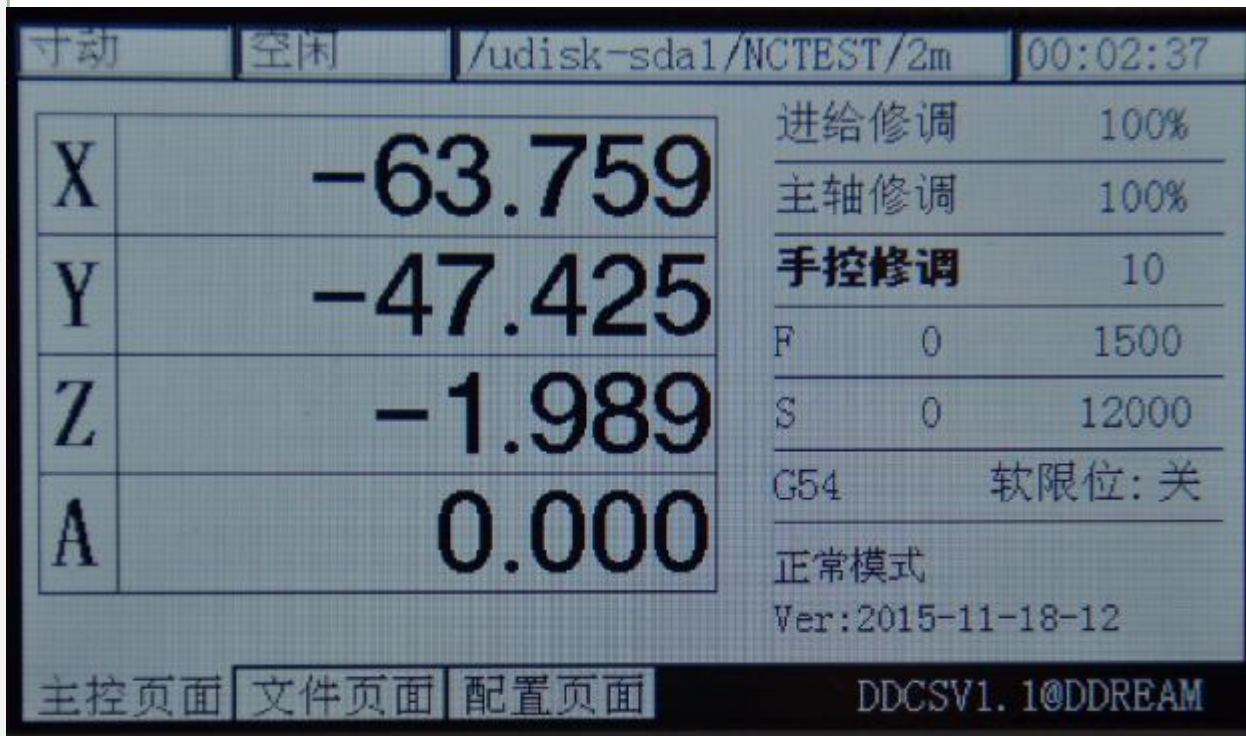 寸动 空闲 /udisk-sda1/NCTEST/2m 00:02:37
X -63.759
Y -47.425
Z -1.989
A 0.000
进给修调 100%
主轴修调 100%
手控修调 10
F 0 1500
S 0 12000
G54 软限位:关
正常模式
Ver:2015-11-18-12
主控页面 文件页面 配置页面 DDCSV1.1@DDREAM